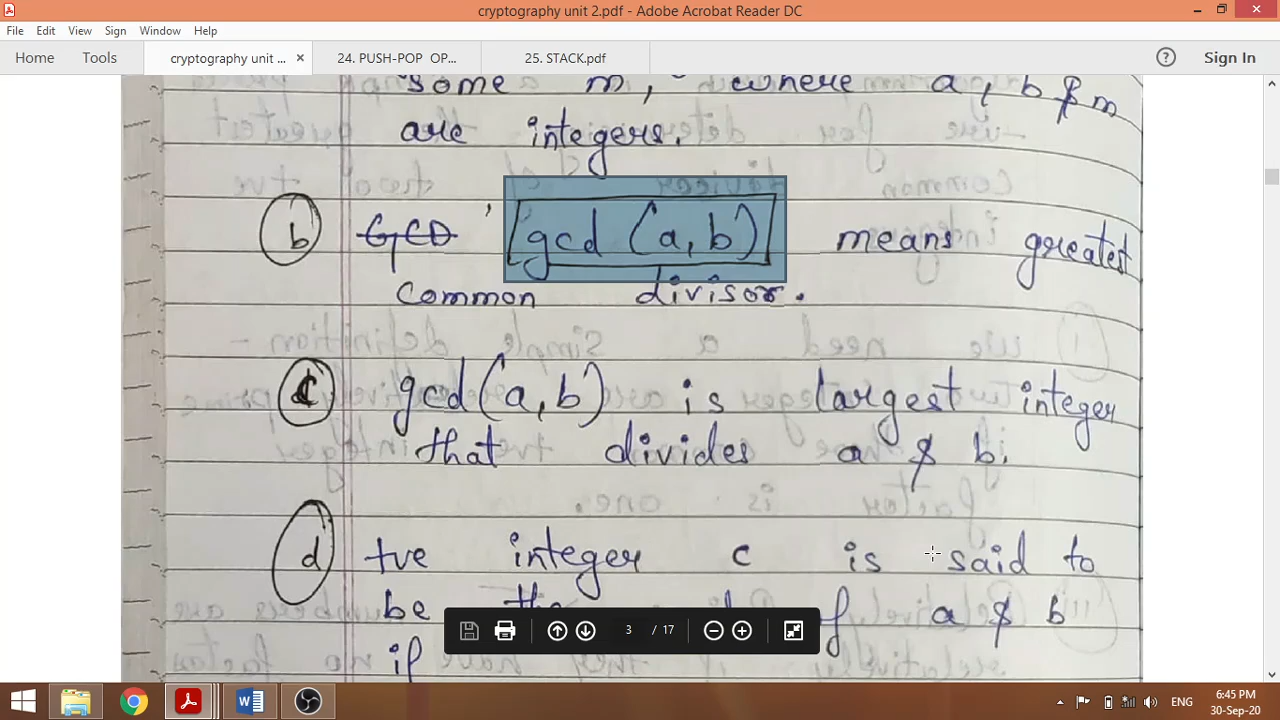 cryptography unit 2.pdf - Adobe Acrobat Reader DC
File Edit View Sign Window Help
Home Tools cryptography unit ... × 24. PUSH-POP OP... 25. STACK.pdf ? Sign In
some m, where a, b & m
are integers.
b GCD gcd (a, b) means greatest
common divisor.
c gcd (a, b) is largest integer
that divides a & b.
d +ve integer c is said to
be the of a & b
3 / 17
if
ENG 6:45 PM
30-Sep-20